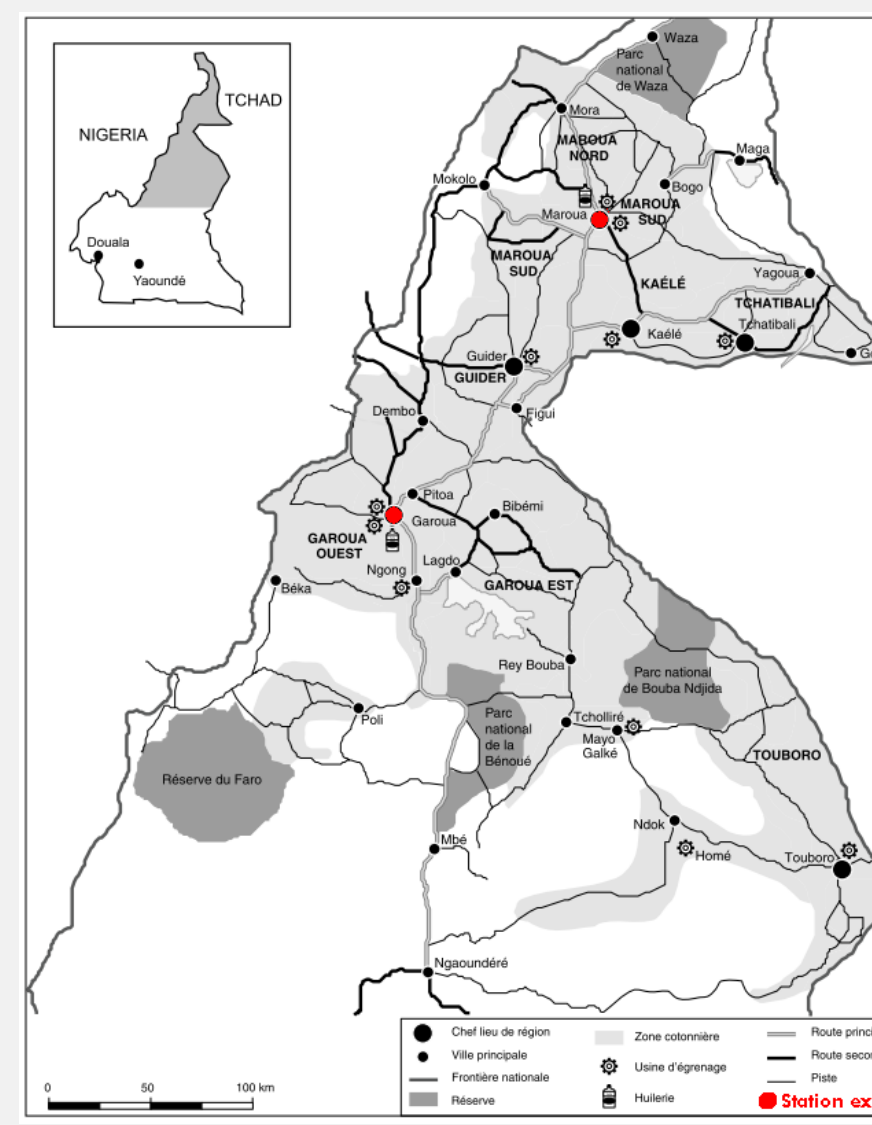 TCHAD
NIGERIA
Douala
Yaoundé
Waza
Parc
national
de Waza
Mora
MAROUA
NORD
Maga
Mokolo
Bogo
Maroua
MAROUA
SUD
MAROUA
SUD
KAÉLÉ
Yagoua
TCHATIBALI
Tchatibali
Kaélé
Guider
GUIDER
Dembo
Figui
Pitoa
Bibémi
Garoua
GAROUA
OUEST
Lagdo
Ngong
GAROUA EST
Béka
Rey Bouba
Parc national
de Bouba Ndjida
Poli
Parc
national
de la
Bénoué
Tcholliré
Mayo
Galké
TOUBORO
Réserve du Faro
Ndok
Mbé
Homé
Touboro
Ngaoundéré
Chef lieu de région
Ville principale
Frontière nationale
Réserve
Zone cotonnière
Usine d'égrenage
Huilerie
Route princi
Route secon
Piste
Station ex
0 50 100 km